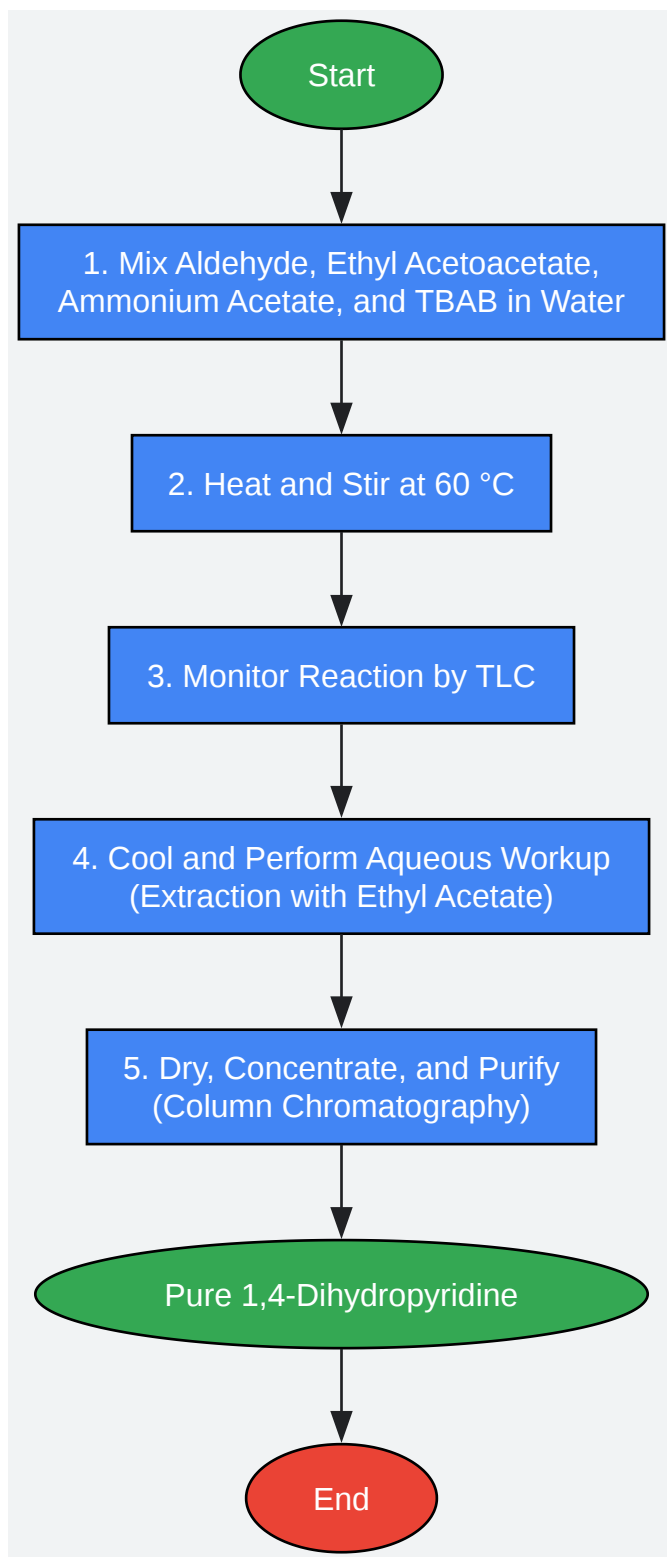 Start
1. Mix Aldehyde, Ethyl Acetoacetate,
Ammonium Acetate, and TBAB in Water
2. Heat and Stir at 60 °C
3. Monitor Reaction by TLC
4. Cool and Perform Aqueous Workup
(Extraction with Ethyl Acetate)
5. Dry, Concentrate, and Purify
(Column Chromatography)
Pure 1,4-Dihydropyridine
End